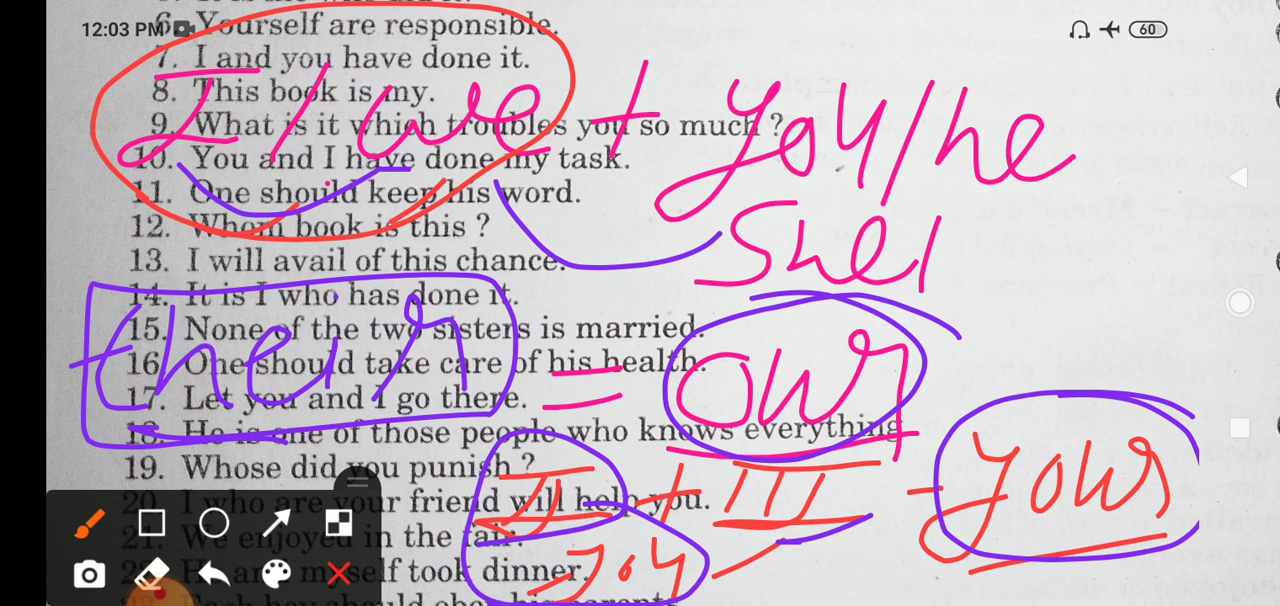 12:03 PM 60
6. Yourself are responsible.
7. I and you have done it.
8. This book is my.
9. What is it which troubles you so much ?
10. You and I have done my task.
11. One should keep his word.
12. Whom book is this ?
13. I will avail of this chance.
14. It is I who has done it.
15. None of the two sisters is married.
16. One should take care of his health.
17. Let you and I go there.
18. He is one of those people who knows everything
19. Whose did you punish ?
20. I who are your friend will help you.
21. We enjoyed in the fair.
myself took dinner.
I / we + you/he
she/
= our
their
II + III - your
you